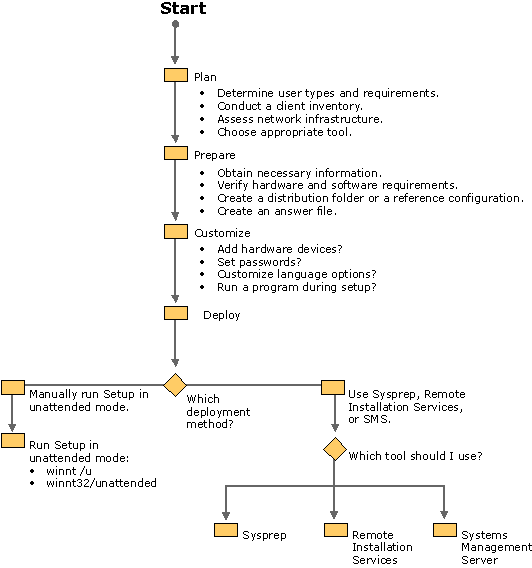 Start
Plan
• Determine user types and requirements.
• Conduct a client inventory.
• Assess network infrastructure.
• Choose appropriate tool.
Prepare
• Obtain necessary information.
• Verify hardware and software requirements.
• Create a distribution folder or a reference configuration.
• Create an answer file.
Customize
• Add hardware devices?
• Set passwords?
• Customize language options?
• Run a program during setup?
Deploy
Which
deployment
method?
Manually run Setup in
unattended mode.
Run Setup in
unattended mode:
• winnt /u
• winnt32/unattended
Use Sysprep, Remote
Installation Services,
or SMS.
Which tool should I use?
Sysprep
Remote
Installation
Services
Systems
Management
Server